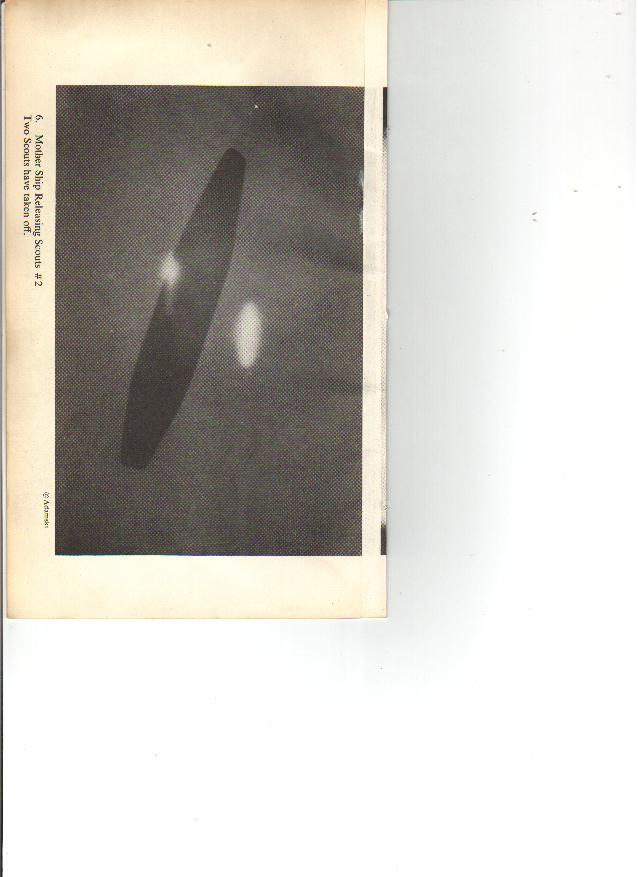 6. Mother Ship Releasing Scouts #2
Two Scouts have taken off.
© Adamski